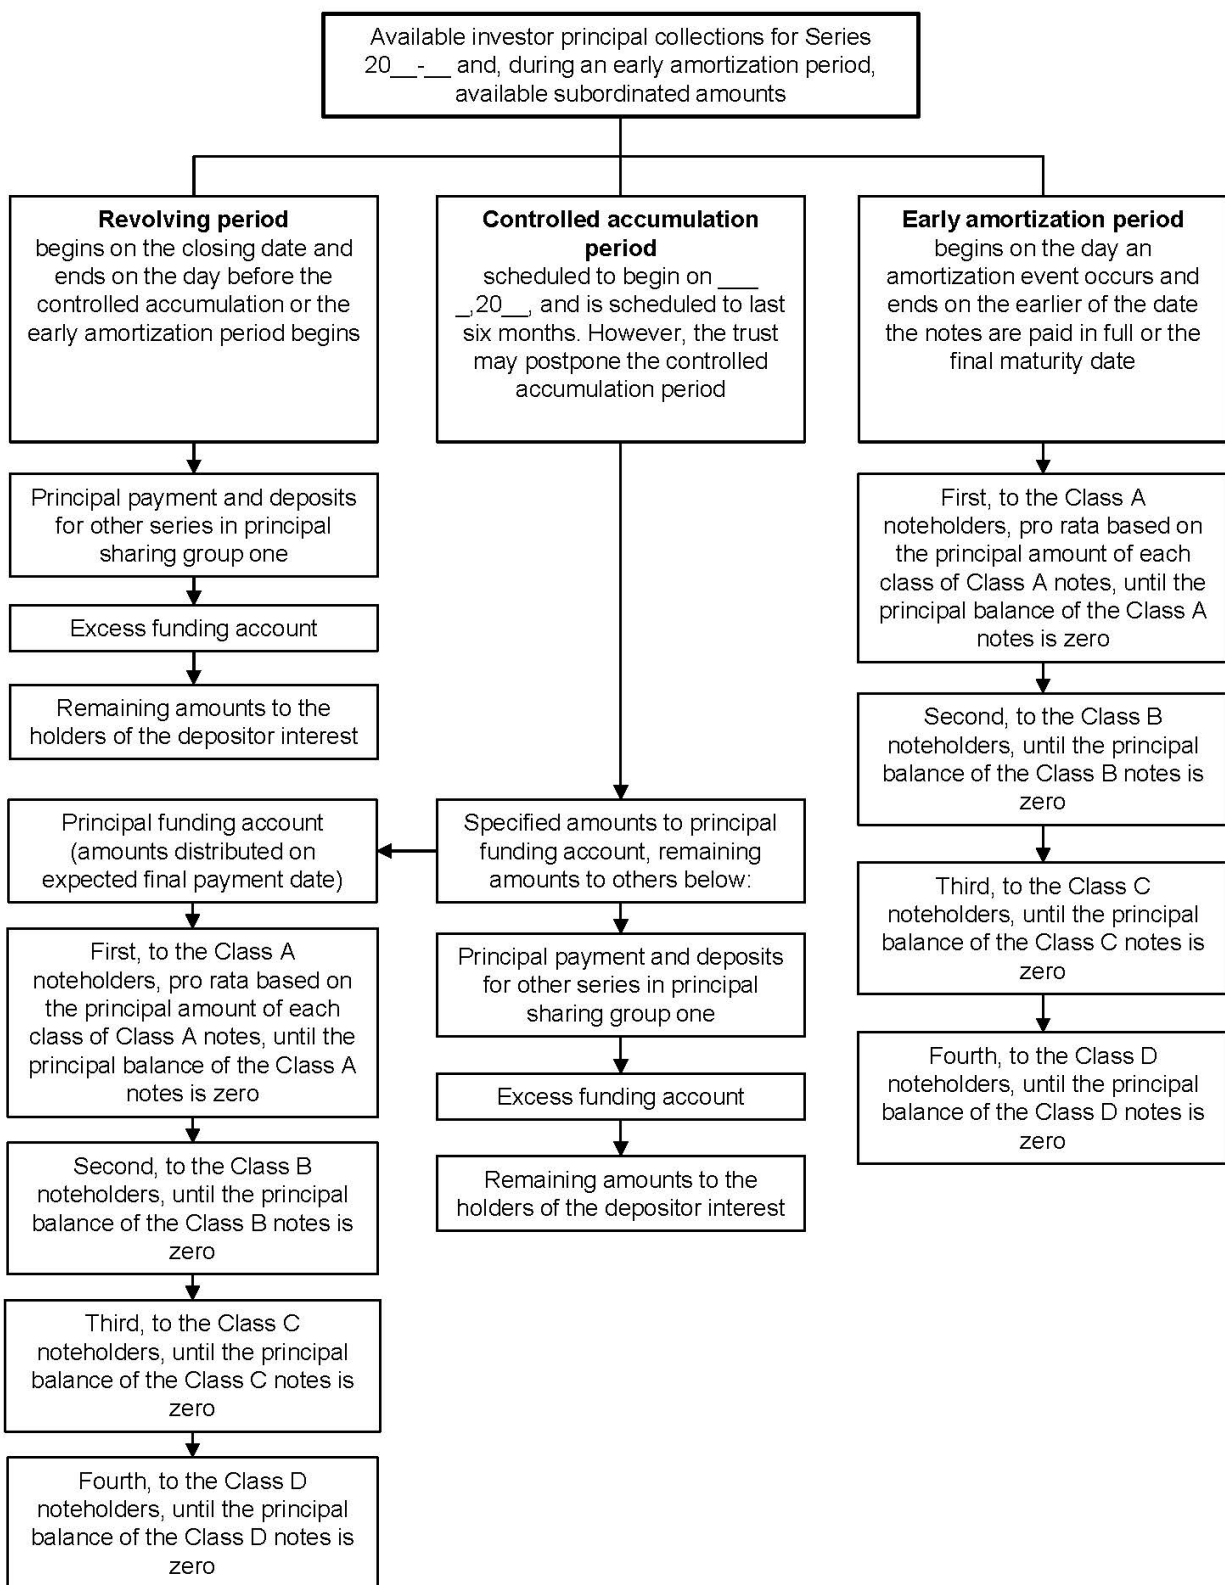 Available investor principal collections for Series
20__-__ and, during an early amortization period,
available subordinated amounts
Revolving period
begins on the closing date and
ends on the day before the
controlled accumulation or the
early amortization period begins
Principal payment and deposits
for other series in principal
sharing group one
Excess funding account
Remaining amounts to the
holders of the depositor interest
Controlled accumulation
period
scheduled to begin on ___
_,20__, and is scheduled to last
six months. However, the trust
may postpone the controlled
accumulation period
Specified amounts to principal
funding account, remaining
amounts to others below:
Principal funding account
(amounts distributed on
expected final payment date)
First, to the Class A
noteholders, pro rata based on
the principal amount of each
class of Class A notes, until the
principal balance of the Class A
notes is zero
Second, to the Class B
noteholders, until the principal
balance of the Class B notes is
zero
Third, to the Class C
noteholders, until the principal
balance of the Class C notes is
zero
Fourth, to the Class D
noteholders, until the principal
balance of the Class D notes is
zero
Principal payment and deposits
for other series in principal
sharing group one
Excess funding account
Remaining amounts to the
holders of the depositor interest
Early amortization period
begins on the day an
amortization event occurs and
ends on the earlier of the date
the notes are paid in full or the
final maturity date
First, to the Class A
noteholders, pro rata based on
the principal amount of each
class of Class A notes, until the
principal balance of the Class A
notes is zero
Second, to the Class B
noteholders, until the principal
balance of the Class B notes is
zero
Third, to the Class C
noteholders, until the principal
balance of the Class C notes is
zero
Fourth, to the Class D
noteholders, until the principal
balance of the Class D notes is
zero